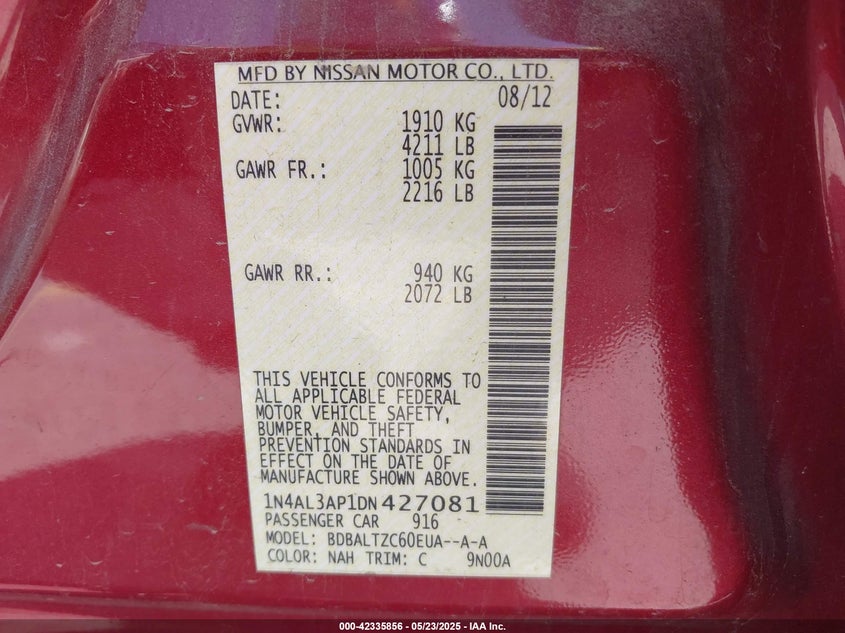 MFD BY NISSAN MOTOR CO., LTD.
DATE: 08/12
GVWR: 1910 KG
4211 LB
GAWR FR.: 1005 KG
2216 LB
GAWR RR.: 940 KG
2072 LB
THIS VEHICLE CONFORMS TO
ALL APPLICABLE FEDERAL
MOTOR VEHICLE SAFETY,
BUMPER, AND THEFT
PREVENTION STANDARDS IN
EFFECT ON THE DATE OF
MANUFACTURE SHOWN ABOVE.
1N4AL3AP1DN427081
PASSENGER CAR 916
MODEL: BDBALTZC60EUA--A-A
COLOR: NAH TRIM: C 9N00A
000-42335856 - 05/23/2025 - IAA Inc.